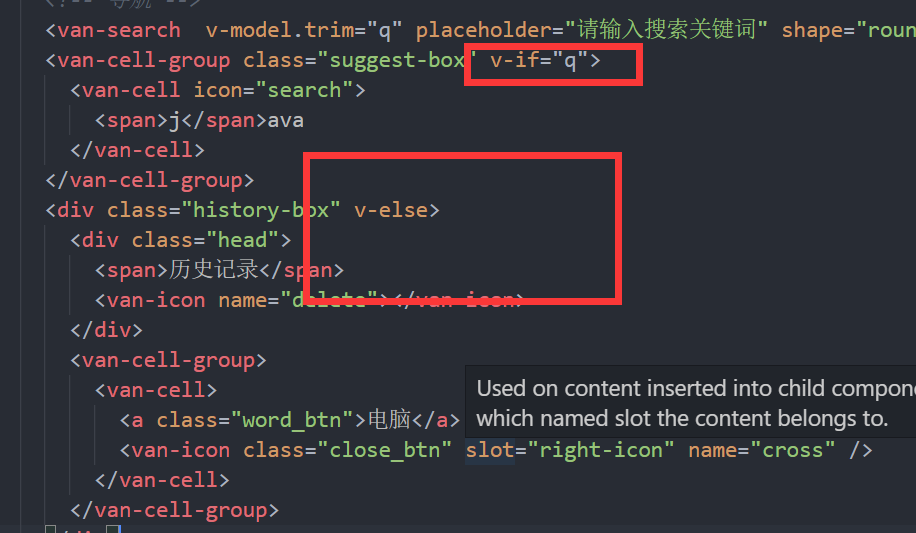 <!-- 导航 -->
<van-search v-model.trim="q" placeholder="请输入搜索关键词" shape="roun
<van-cell-group class="suggest-box" v-if="q">
<van-cell icon="search">
<span>j</span>ava
</van-cell>
</van-cell-group>
<div class="history-box" v-else>
<div class="head">
<span>历史记录</span>
<van-icon name="delete"></van-icon>
</div>
<van-cell-group>
<van-cell>
Used on content inserted into child compone
<a class="word_btn">电脑</a>
which named slot the content belongs to.
<van-icon class="close_btn" slot="right-icon" name="cross" />
</van-cell>
</van-cell-group>